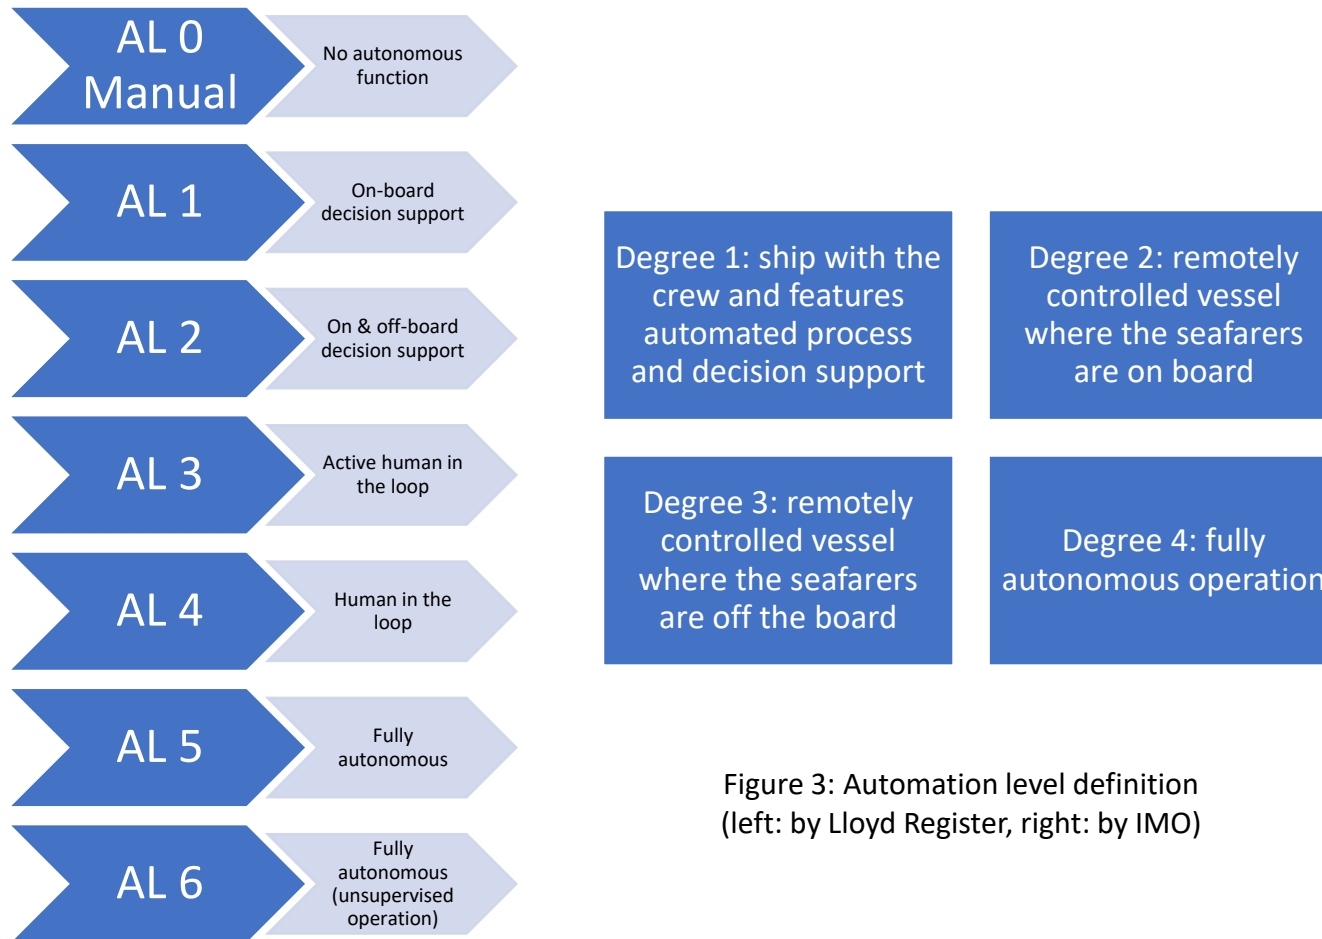 AL 0
Manual
No autonomous
function
AL 1
On-board
decision support
AL 2
On & off-board
decision support
AL 3
Active human in
the loop
AL 4
Human in the
loop
AL 5
Fully
autonomous
AL 6
Fully
autonomous
(unsupervised
operation)
Degree 1: ship with the
crew and features
automated process
and decision support
Degree 2: remotely
controlled vessel
where the seafarers
are on board
Degree 3: remotely
controlled vessel
where the seafarers
are off the board
Degree 4: fully
autonomous operation
Figure 3: Automation level definition
(left: by Lloyd Register, right: by IMO)